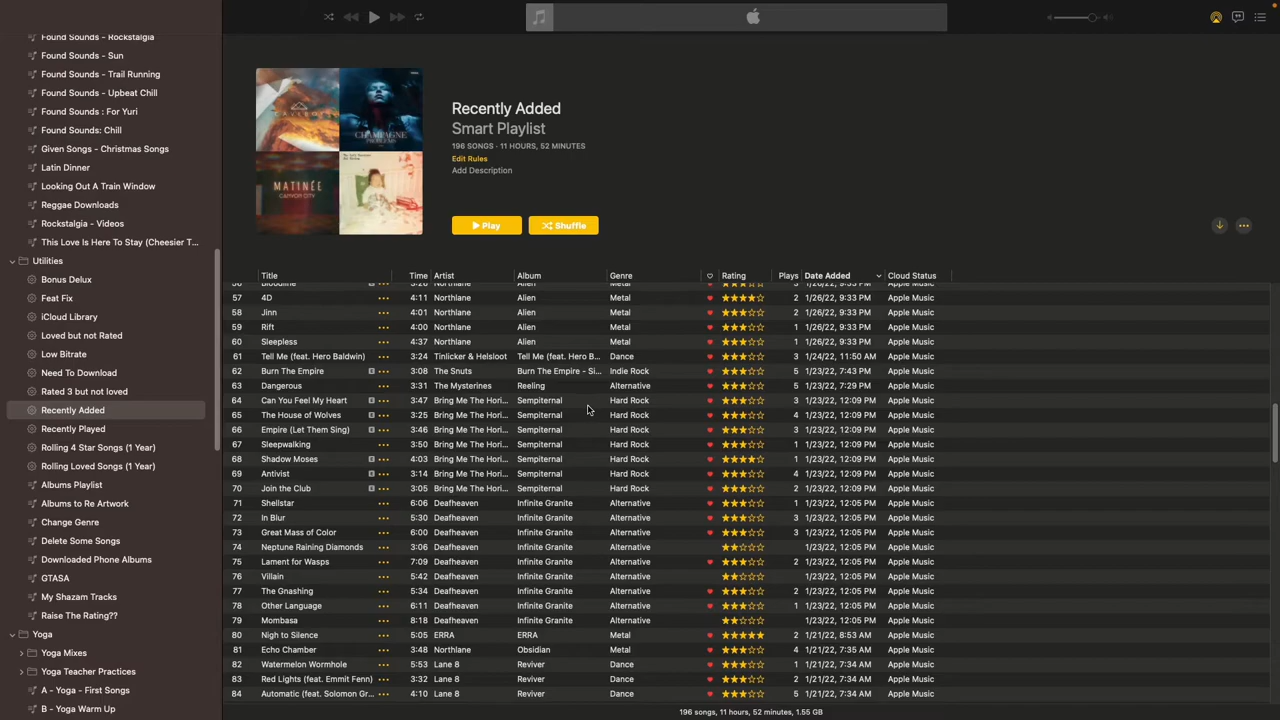 Found Sounds - Rockstalgia
Found Sounds - Sun
Found Sounds - Trail Running
Found Sounds - Upbeat Chill
Found Sounds : For Yuri
Found Sounds: Chill
Given Songs - Christmas Songs
Latin Dinner
Looking Out A Train Window
Reggae Downloads
Rockstalgia - Videos
This Love Is Here To Stay (Cheesier T...
Utilities
Bonus Delux
Feat Fix
iCloud Library
Loved but not Rated
Low Bitrate
Need To Download
Rated 3 but not loved
Recently Added
Recently Played
Rolling 4 Star Songs (1 Year)
Rolling Loved Songs (1 Year)
Albums Playlist
Albums to Re Artwork
Change Genre
Delete Some Songs
Downloaded Phone Albums
GTASA
My Shazam Tracks
Raise The Rating??
Yoga
Yoga Mixes
Yoga Teacher Practices
A - Yoga - First Songs
B - Yoga Warm Up
CHAMPAGNE
PROBLEMS
MATINÉE
CANYON CITY
Recently Added
Smart Playlist
196 SONGS · 11 HOURS, 52 MINUTES
Edit Rules
Add Description
Play Shuffle
Title Time Artist Album Genre Rating Plays Date Added Cloud Status
56 Bloodline 3:26 Northlane Alien Metal 3 1/26/22, 9:33 PM Apple Music
57 4D 4:11 Northlane Alien Metal 2 1/26/22, 9:33 PM Apple Music
58 Jinn 4:01 Northlane Alien Metal 2 1/26/22, 9:33 PM Apple Music
59 Rift 4:00 Northlane Alien Metal 1 1/26/22, 9:33 PM Apple Music
60 Sleepless 4:37 Northlane Alien Metal 1 1/26/22, 9:33 PM Apple Music
61 Tell Me (feat. Hero Baldwin) 3:24 Tinlicker & Helsloot Tell Me (feat. Hero B... Dance 3 1/24/22, 11:50 AM Apple Music
62 Burn The Empire E 3:08 The Snuts Burn The Empire - Si... Indie Rock 5 1/23/22, 7:43 PM Apple Music
63 Dangerous 3:31 The Mysterines Reeling Alternative 5 1/23/22, 7:29 PM Apple Music
64 Can You Feel My Heart E 3:47 Bring Me The Hori... Sempiternal Hard Rock 3 1/23/22, 12:09 PM Apple Music
65 The House of Wolves 3:25 Bring Me The Hori... Sempiternal Hard Rock 4 1/23/22, 12:09 PM Apple Music
66 Empire (Let Them Sing) E 3:46 Bring Me The Hori... Sempiternal Hard Rock 3 1/23/22, 12:09 PM Apple Music
67 Sleepwalking 3:50 Bring Me The Hori... Sempiternal Hard Rock 1 1/23/22, 12:09 PM Apple Music
68 Shadow Moses E 4:03 Bring Me The Hori... Sempiternal Hard Rock 1 1/23/22, 12:09 PM Apple Music
69 Antivist E 3:14 Bring Me The Hori... Sempiternal Hard Rock 4 1/23/22, 12:09 PM Apple Music
70 Join the Club E 3:05 Bring Me The Hori... Sempiternal Hard Rock 2 1/23/22, 12:09 PM Apple Music
71 Shellstar 6:06 Deafheaven Infinite Granite Alternative 1 1/23/22, 12:05 PM Apple Music
72 In Blur 5:29 Deafheaven Infinite Granite Alternative 3 1/23/22, 12:05 PM Apple Music
73 Great Mass of Color 6:00 Deafheaven Infinite Granite Alternative 3 1/23/22, 12:05 PM Apple Music
74 Neptune Raining Diamonds 3:06 Deafheaven Infinite Granite Alternative 1/23/22, 12:05 PM Apple Music
75 Lament for Wasps 7:09 Deafheaven Infinite Granite Alternative 2 1/23/22, 12:05 PM Apple Music
76 Villain 5:42 Deafheaven Infinite Granite Alternative 1/23/22, 12:05 PM Apple Music
77 The Gnashing 5:34 Deafheaven Infinite Granite Alternative 1 1/23/22, 12:05 PM Apple Music
78 Other Language 6:11 Deafheaven Infinite Granite Alternative 1 1/23/22, 12:05 PM Apple Music
79 Mombasa 8:18 Deafheaven Infinite Granite Alternative 1/23/22, 12:05 PM Apple Music
80 Nigh to Silence 5:05 ERRA ERRA Metal 2 1/21/22, 8:53 AM Apple Music
81 Echo Chamber 3:48 Northlane Obsidian Metal 4 1/21/22, 7:35 AM Apple Music
82 Watermelon Wormhole 5:53 Lane 8 Reviver Dance 1 1/21/22, 7:34 AM Apple Music
83 Red Lights (feat. Emmit Fenn) 3:32 Lane 8 Reviver Dance 2 1/21/22, 7:34 AM Apple Music
84 Automatic (feat. Solomon Gr... 4:10 Lane 8 Reviver Dance 5 1/21/22, 7:34 AM Apple Music
196 songs, 11 hours, 52 minutes, 1.55 GB